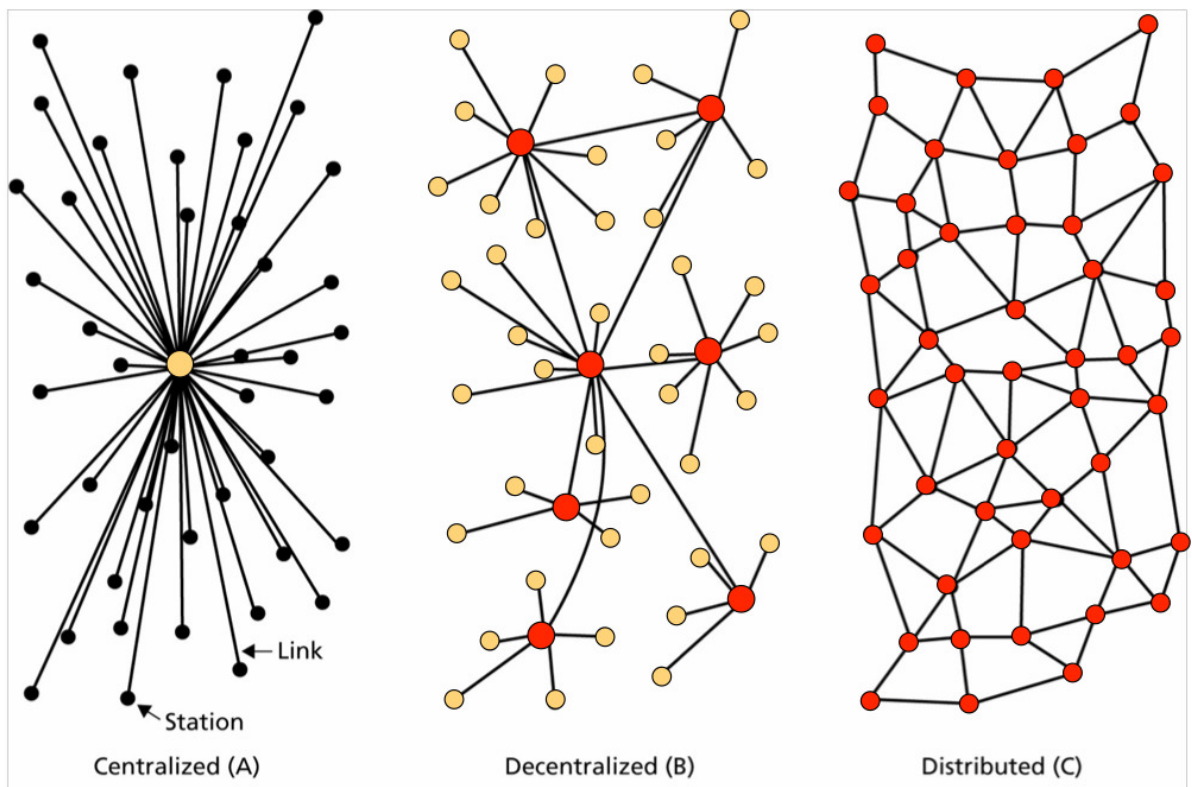 Link
Station
Centralized (A)
Decentralized (B)
Distributed (C)